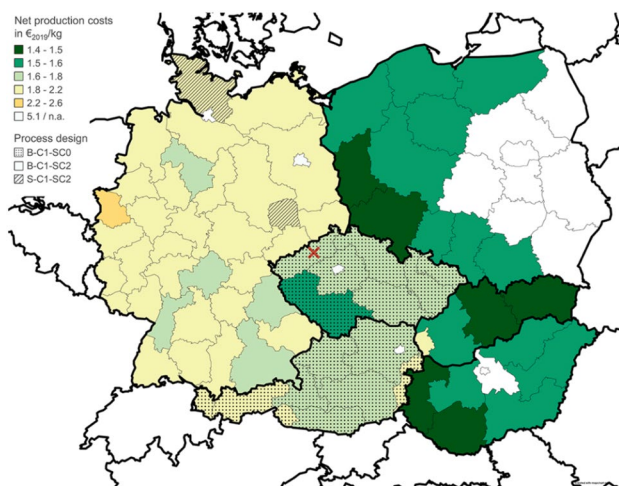 Net production costs
in €2019/kg
1.4 - 1.5
1.5 - 1.6
1.6 - 1.8
1.8 - 2.2
2.2 - 2.6
5.1 / n.a.
Process design
B-C1-SC0
B-C1-SC2
S-C1-SC2